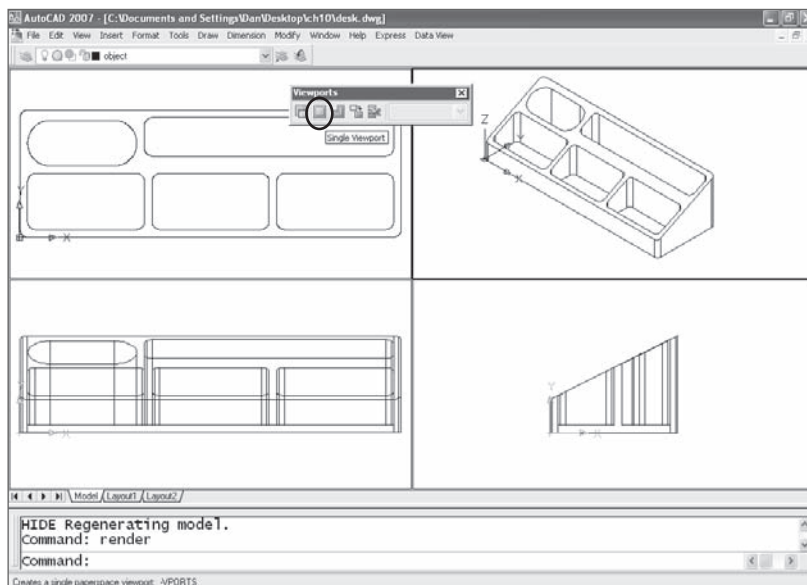 AutoCAD 2007 - [C:\Documents and Settings\Dan\Desktop\ch10\desk.dwg]
File Edit View Insert Format Tools Draw Dimension Modify Window Help Express Data View
object
Viewports
Single Viewport
Z
Y
X
Y
X
Y
X
Y
X
Model Layout1 Layout2
HIDE Regenerating model.
Command: render
Command:
Creates a single paperspace viewport: -VPORTS